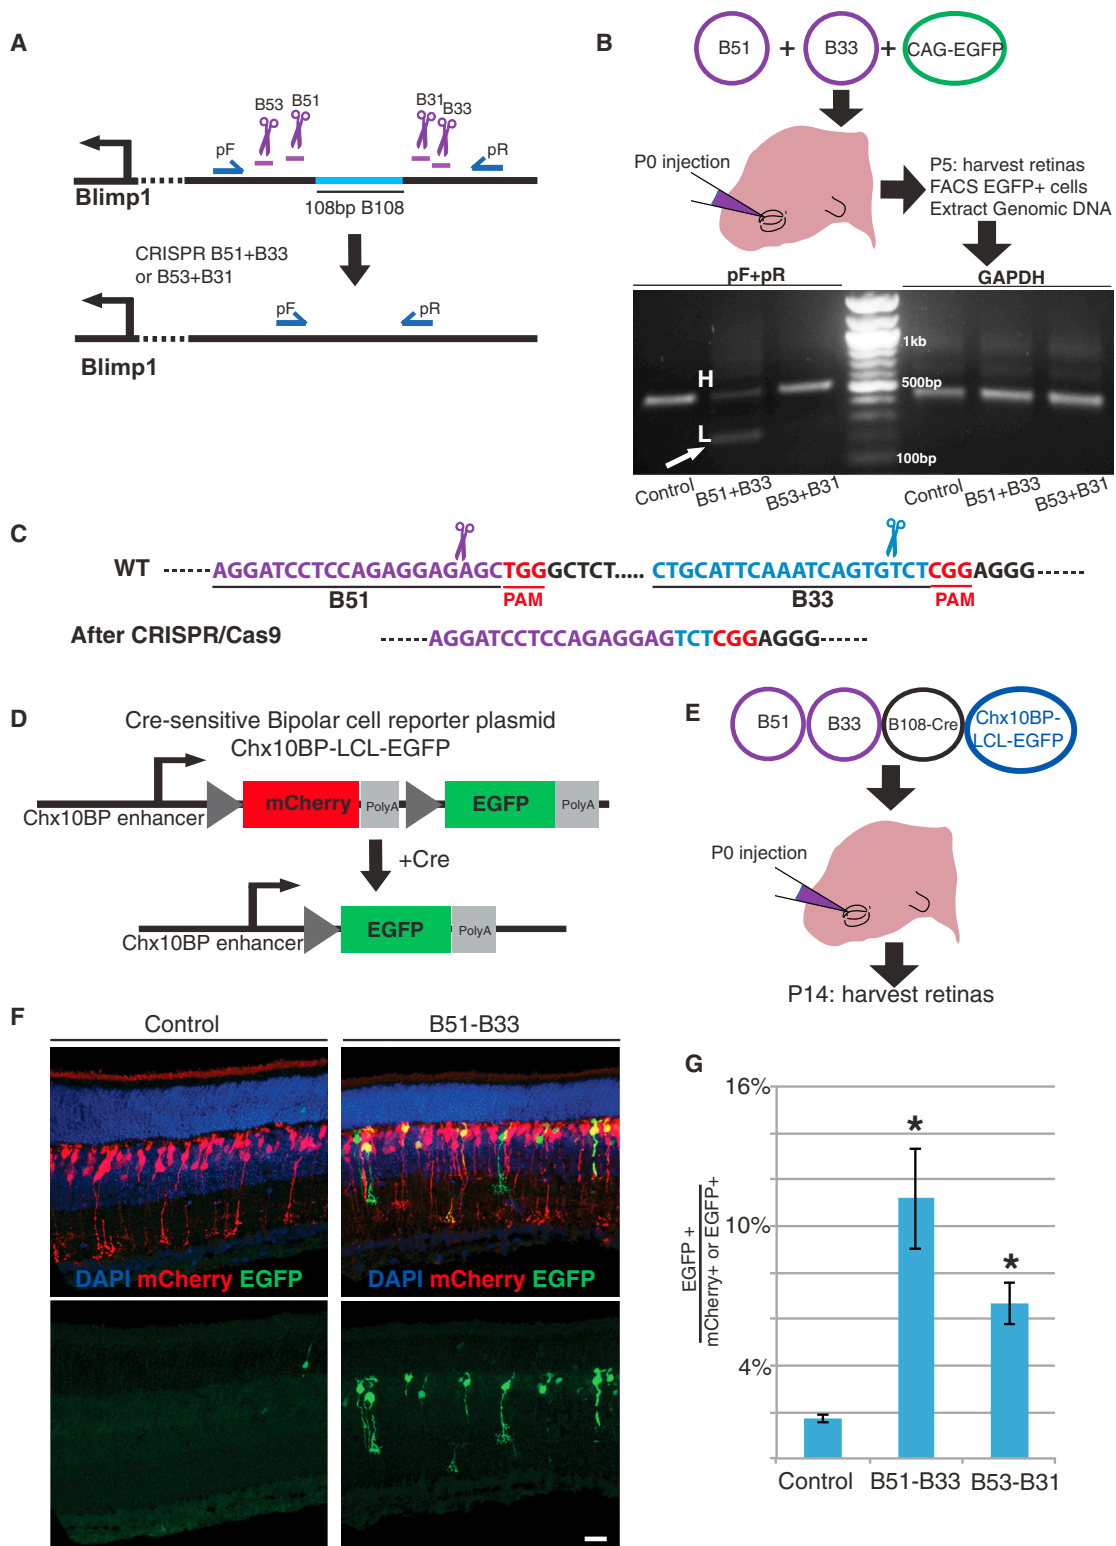 A
B53
B51
B31
B33
pF
pR
Blimp1
108bp B108
CRISPR B51+B33
or B53+B31
pF
pR
Blimp1
B
B51
+
B33
+
CAG-EGFP
P0 injection
P5: harvest retinas
FACS EGFP+ cells
Extract Genomic DNA
pF+pR
GAPDH
1kb
H
500bp
L
100bp
Control
B51+B33
B53+B31
Control
B51+B33
B53+B31
C
WT ------AGGATCCTCCAGAGGAGAGCTGGGCTCT..... CTGCATTCAAATCAGTGTCTCGGAGGG------
B51
PAM
B33
PAM
After CRISPR/Cas9
------AGGATCCTCCAGAGGAGTCTCGGAGGG------
D
Cre-sensitive Bipolar cell reporter plasmid
Chx10BP-LCL-EGFP
Chx10BP enhancer
mCherry
PolyA
EGFP
PolyA
+Cre
Chx10BP enhancer
EGFP
PolyA
E
B51
B33
B108-Cre
Chx10BP-
LCL-EGFP
P0 injection
P14: harvest retinas
F
Control
B51-B33
DAPI mCherry EGFP
DAPI mCherry EGFP
G
16%
10%
4%
EGFP +
mCherry+ or EGFP+
*
*
Control
B51-B33
B53-B31